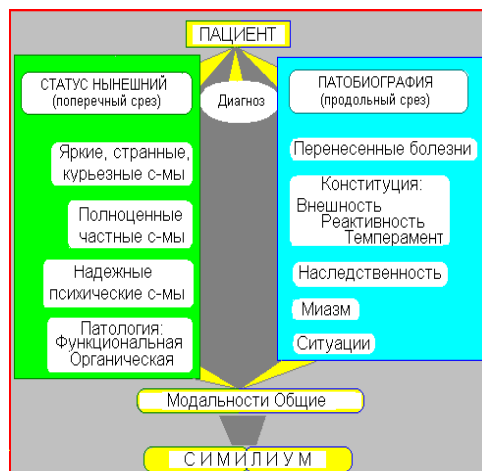 ПАЦИЕНТ
СТАТУС НЫНЕШНИЙ
(поперечный срез)
Яркие, странные,
курьезные с-мы
Полноценные
частные с-мы
Надежные
психические с-мы
Патология:
Функциональная
Органическая
Диагноз
ПАТОБИОГРАФИЯ
(продольный срез)
Перенесенные болезни
Конституция:
Внешность
Реактивность
Темперамент
Наследственность
Миазм
Ситуации
Модальности Общие
С И М И Л И У М